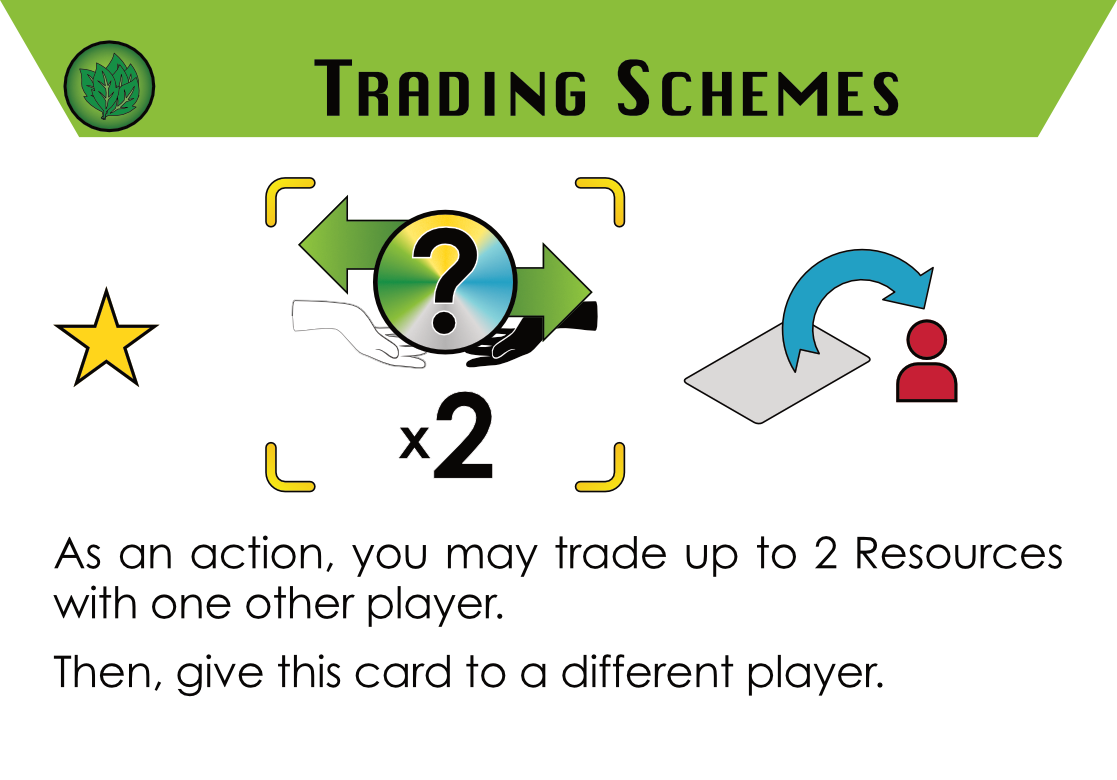 TRADING SCHEMES
?
x2
As an action, you may trade up to 2 Resources
with one other player.
Then, give this card to a different player.